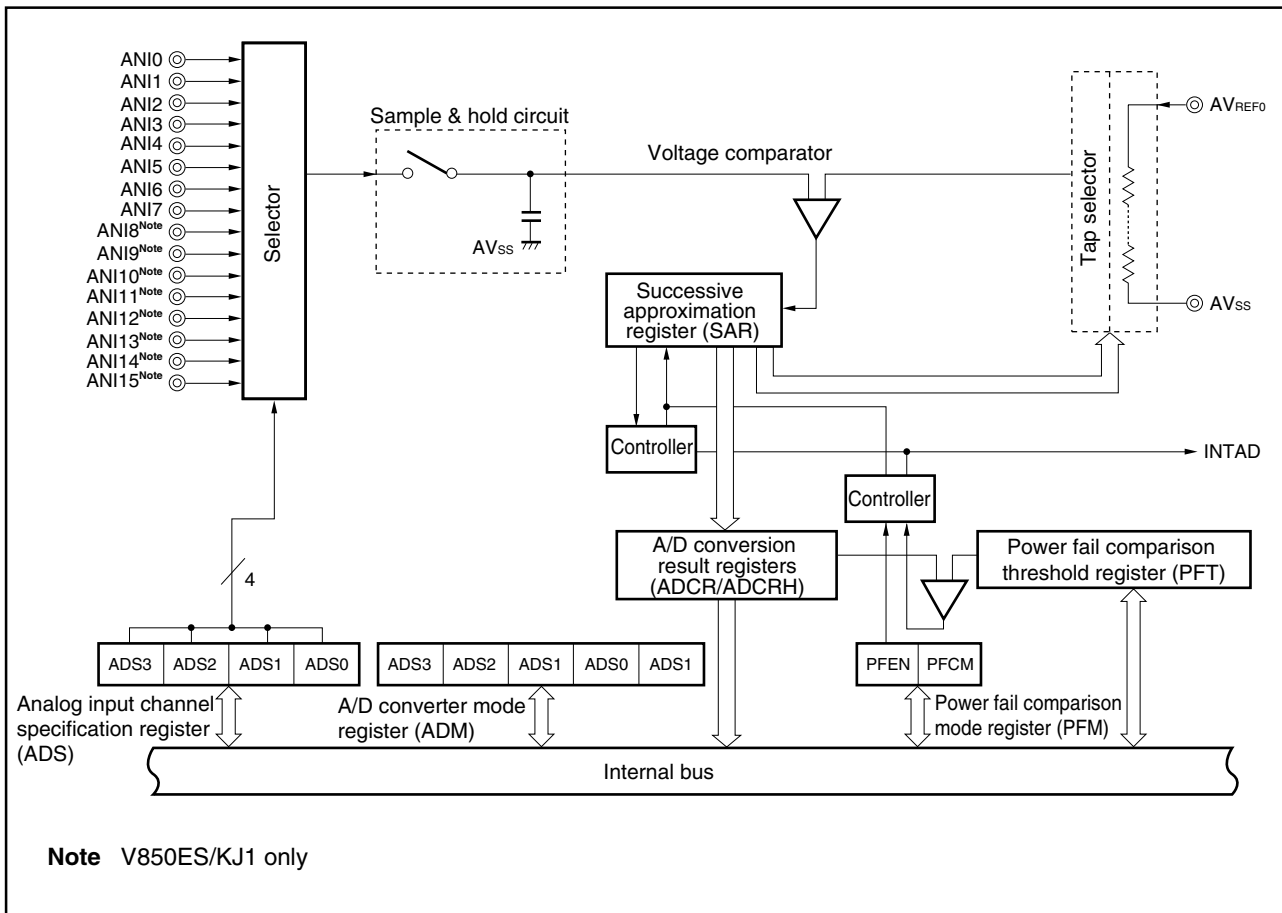 ANI0
ANI1
ANI2
ANI3
ANI4
ANI5
ANI6
ANI7
ANI8Note
ANI9Note
ANI10Note
ANI11Note
ANI12Note
ANI13Note
ANI14Note
ANI15Note
Selector
Sample & hold circuit
AVSS
Voltage comparator
Tap selector
AVREF0
AVSS
Successive
approximation
register (SAR)
Controller
INTAD
Controller
A/D conversion
result registers
(ADCR/ADCRH)
Power fail comparison
threshold register (PFT)
4
ADS3 ADS2 ADS1 ADS0
ADS3 ADS2 ADS1 ADS0 ADS1
PFEN PFCM
Analog input channel
specification register
(ADS)
A/D converter mode
register (ADM)
Power fail comparison
mode register (PFM)
Internal bus
Note V850ES/KJ1 only